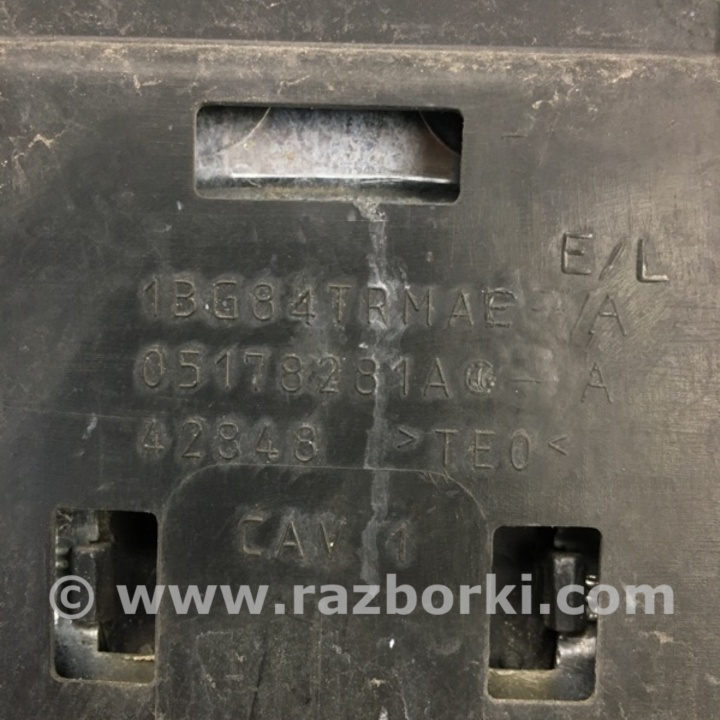 E/L
1BG84TRMAE-/A
05178281A - A
42848 >TEO<
CAV 1
© www.razborki.com